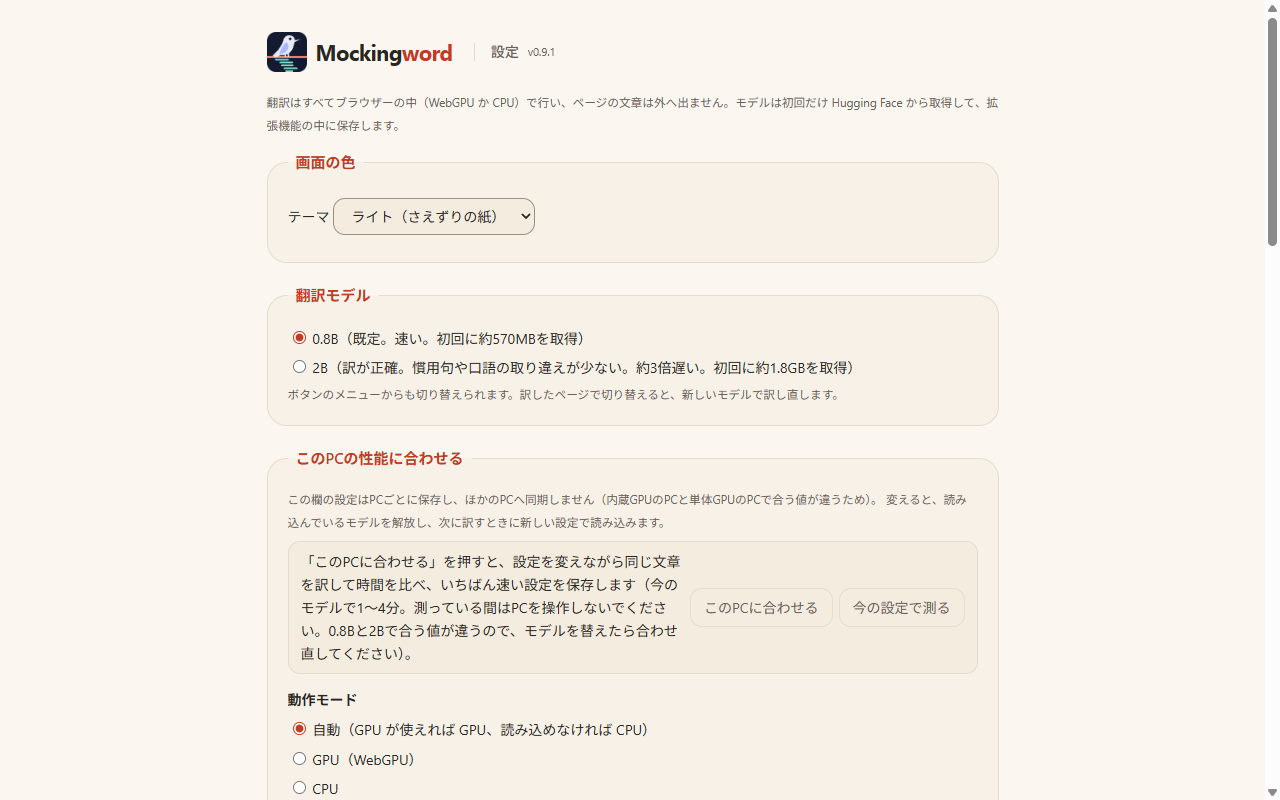 Mockingword
設定 v0.9.1
翻訳はすべてブラウザーの中（WebGPU か CPU）で行い、ページの文章は外へ出ません。モデルは初回だけ Hugging Face から取得して、拡
張機能の中に保存します。
画面の色
テーマ ライト（さえずりの紙）
翻訳モデル
0.8B（既定。速い。初回に約570MBを取得）
2B（訳が正確。慣用句や口語の取り違えが少ない。約3倍遅い。初回に約1.8GBを取得）
ボタンのメニューからも切り替えられます。訳したページで切り替えると、新しいモデルで訳し直します。
このPCの性能に合わせる
この欄の設定はPCごとに保存し、ほかのPCへ同期しません（内蔵GPUのPCと単体GPUのPCで合う値が違うため）。 変えると、読み
込んでいるモデルを解放し、次に訳すときに新しい設定で読み込みます。
「このPCに合わせる」を押すと、設定を変えながら同じ文章
を訳して時間を比べ、いちばん速い設定を保存します（今の
モデルで1〜4分。測っている間はPCを操作しないでくださ
い。0.8Bと2Bで合う値が違うので、モデルを替えたら合わせ
直してください）。
このPCに合わせる
今の設定で測る
動作モード
自動（GPU が使えれば GPU、読み込めなければ CPU）
GPU（WebGPU）
CPU